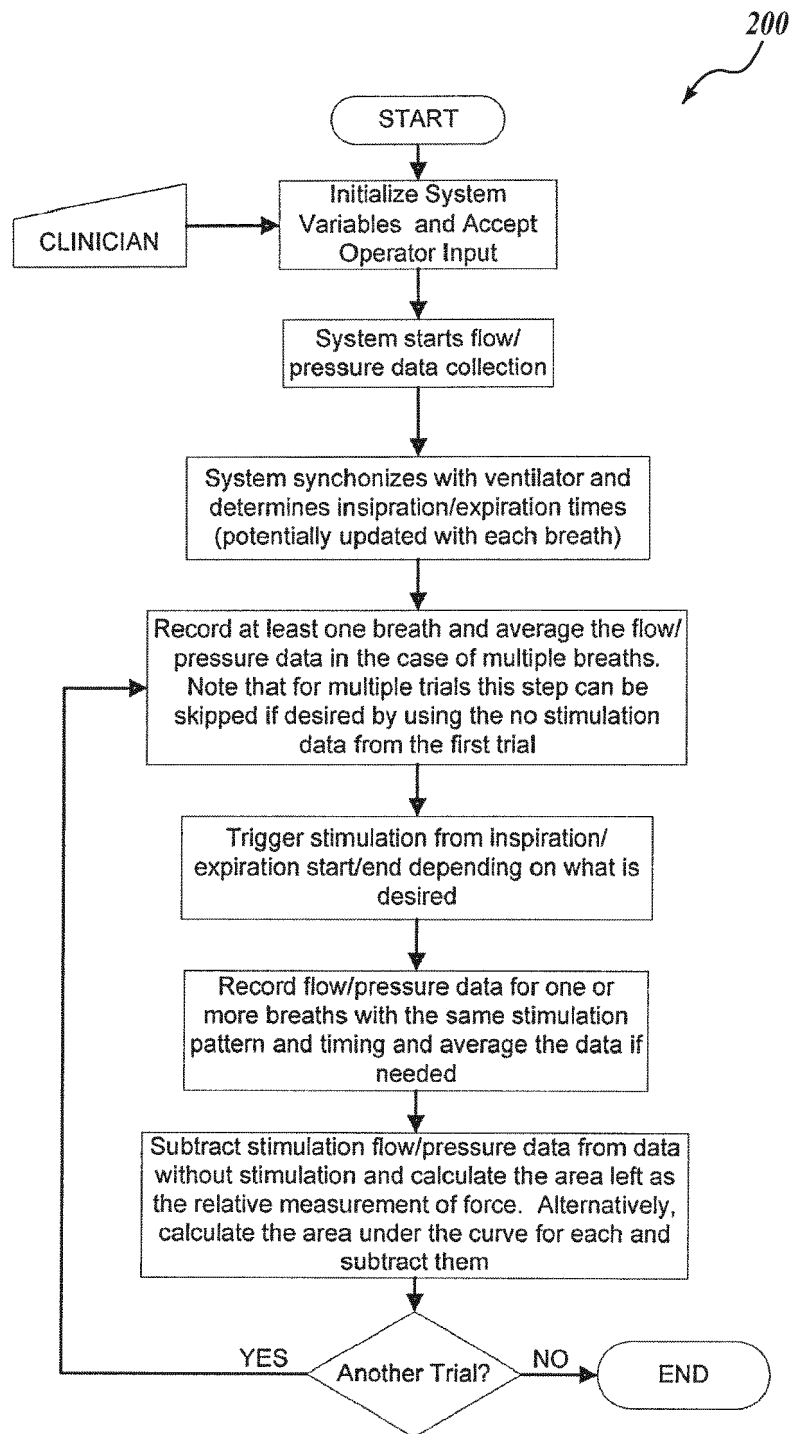 200
START
Initialize System
Variables and Accept
Operator Input
CLINICIAN
System starts flow/
pressure data collection
System synchonizes with ventilator and
determines insipration/expiration times
(potentially updated with each breath)
Record at least one breath and average the flow/
pressure data in the case of multiple breaths.
Note that for multiple trials this step can be
skipped if desired by using the no stimulation
data from the first trial
Trigger stimulation from inspiration/
expiration start/end depending on what is
desired
Record flow/pressure data for one or
more breaths with the same stimulation
pattern and timing and average the data if
needed
Subtract stimulation flow/pressure data from data
without stimulation and calculate the area left as
the relative measurement of force. Alternatively,
calculate the area under the curve for each and
subtract them
YES
Another Trial?
NO
END